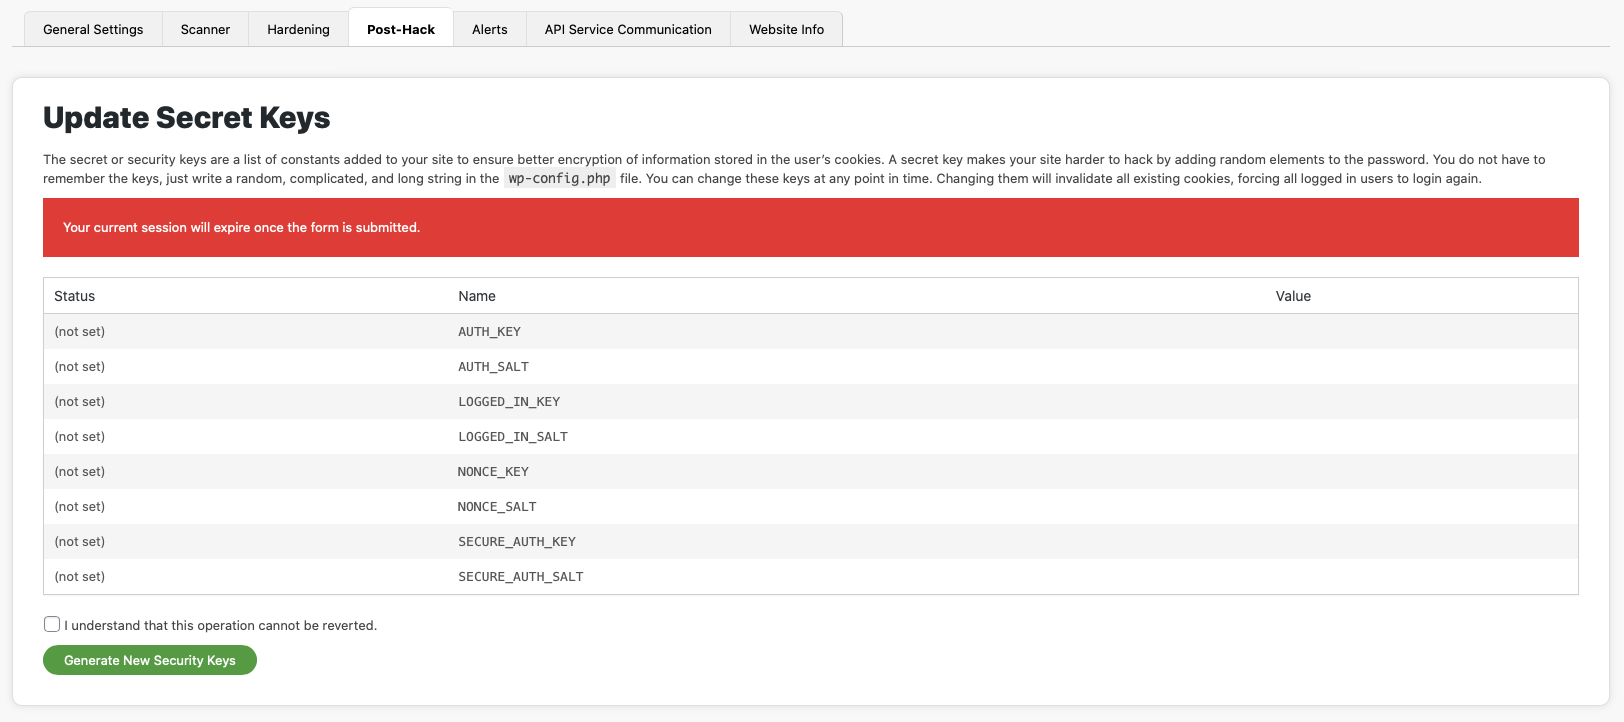 General Settings Scanner Hardening Post-Hack Alerts API Service Communication Website Info
Update Secret Keys
The secret or security keys are a list of constants added to your site to ensure better encryption of information stored in the user’s cookies. A secret key makes your site harder to hack by adding random elements to the password. You do not have to
remember the keys, just write a random, complicated, and long string in the wp-config.php file. You can change these keys at any point in time. Changing them will invalidate all existing cookies, forcing all logged in users to login again.
Your current session will expire once the form is submitted.
Status Name Value
(not set) AUTH_KEY
(not set) AUTH_SALT
(not set) LOGGED_IN_KEY
(not set) LOGGED_IN_SALT
(not set) NONCE_KEY
(not set) NONCE_SALT
(not set) SECURE_AUTH_KEY
(not set) SECURE_AUTH_SALT
I understand that this operation cannot be reverted.
Generate New Security Keys